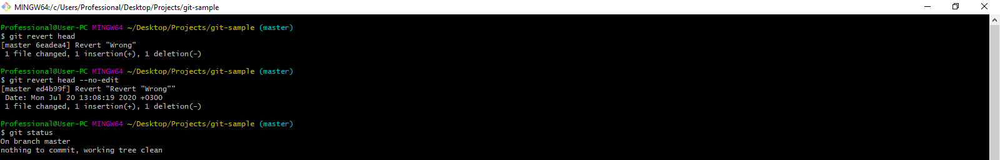 MINGW64:/c/Users/Professional/Desktop/Projects/git-sample
Professional@User-PC MINGW64 ~/Desktop/Projects/git-sample (master)
$ git revert head
[master 6eadea4] Revert "Wrong"
 1 file changed, 1 insertion(+), 1 deletion(-)
Professional@User-PC MINGW64 ~/Desktop/Projects/git-sample (master)
$ git revert head --no-edit
[master ed4b99f] Revert "Revert "Wrong""
 Date: Mon Jul 20 13:08:19 2020 +0300
 1 file changed, 1 insertion(+), 1 deletion(-)
Professional@User-PC MINGW64 ~/Desktop/Projects/git-sample (master)
$ git status
On branch master
nothing to commit, working tree clean